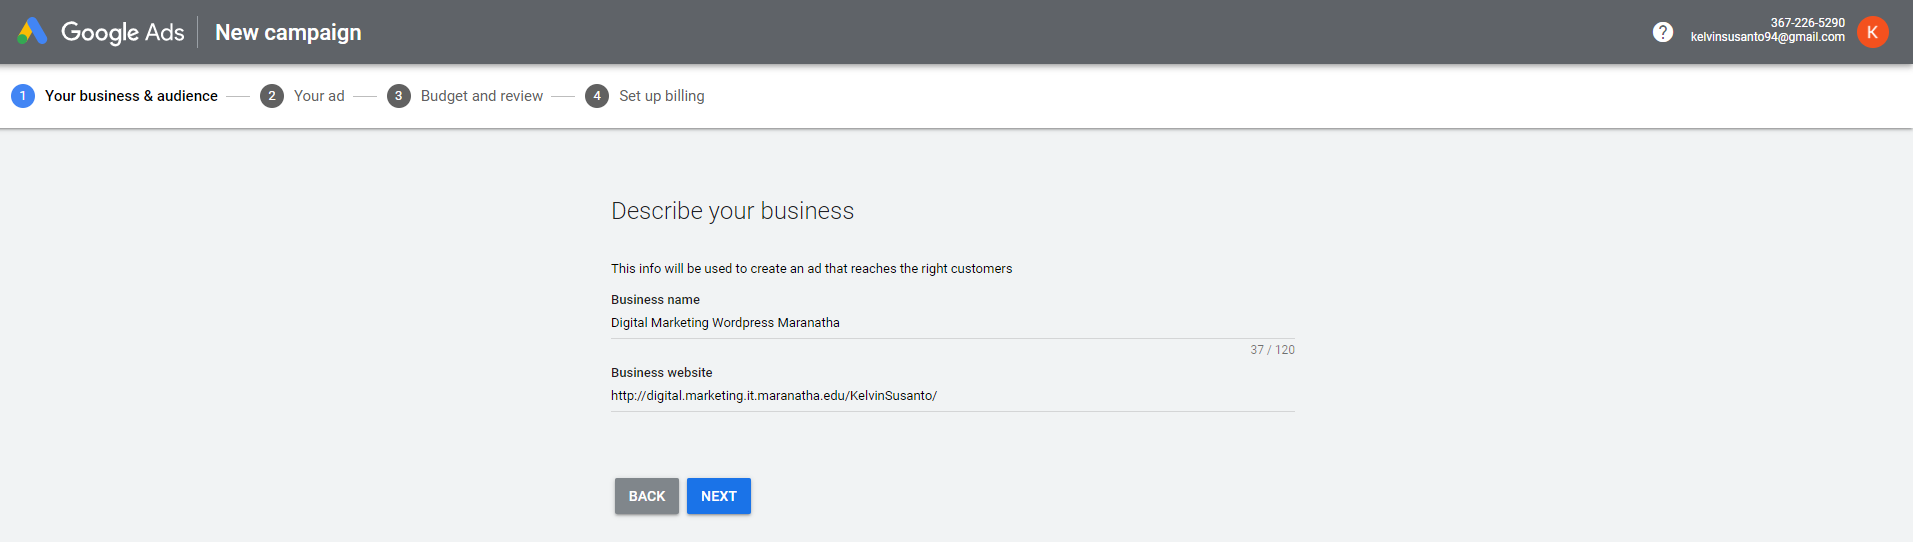 Google Ads New campaign
?
367-226-5290
kelvinsusanto94@gmail.com
K
1 Your business & audience 2 Your ad 3 Budget and review 4 Set up billing
Describe your business
This info will be used to create an ad that reaches the right customers
Business name
Digital Marketing Wordpress Maranatha
37 / 120
Business website
http://digital.marketing.it.maranatha.edu/KelvinSusanto/
BACK NEXT